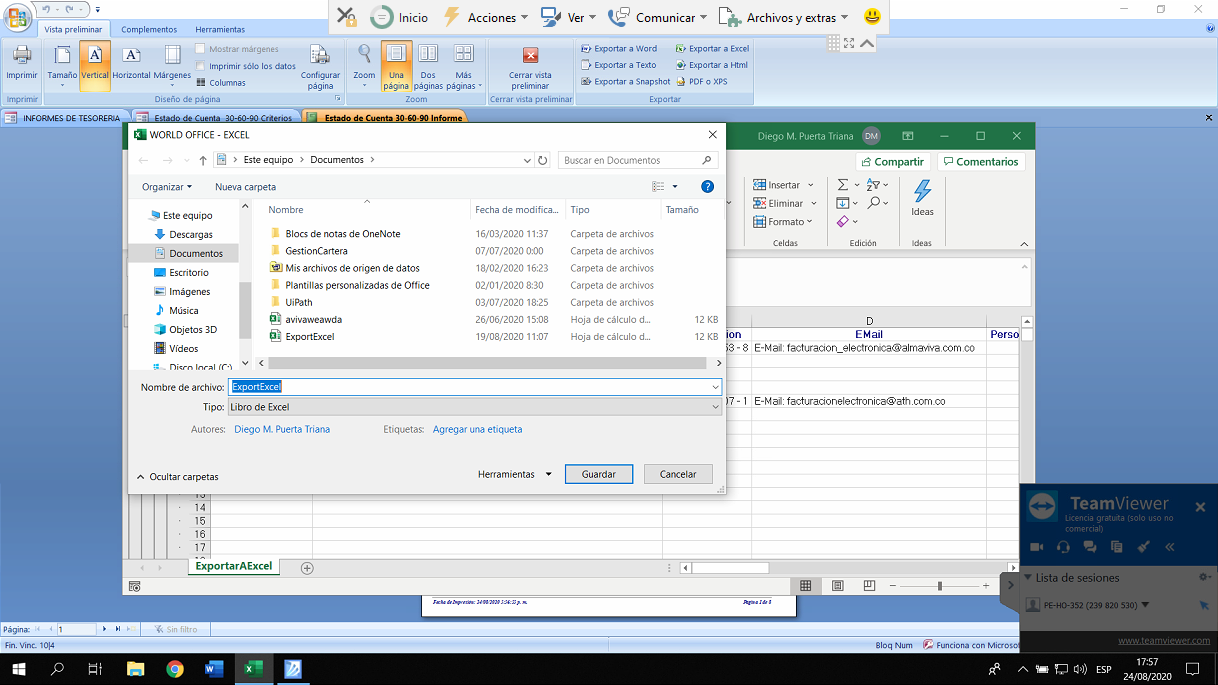 Inicio
Acciones
Ver
Comunicar
Archivos y extras
Vista preliminar
Complementos
Herramientas
Imprimir
Tamaño
Vertical
Horizontal
Márgenes
Mostrar márgenes
Imprimir sólo los datos
Columnas
Configurar página
Zoom
Una página
Dos páginas
Más páginas
Cerrar vista preliminar
Exportar a Word
Exportar a Texto
Exportar a Snapshot
Exportar a Excel
Exportar a Html
PDF o XPS
Imprimir
Diseño de página
Zoom
Cerrar vista preliminar
Exportar
INFORMES DE TESORERIA
Estado de Cuenta 30-60-90 Criterios
Estado de Cuenta 30-60-90 Informe
WORLD OFFICE - EXCEL
Este equipo > Documentos >
Buscar en Documentos
Organizar
Nueva carpeta
Este equipo
Descargas
Documentos
Escritorio
Imágenes
Música
Objetos 3D
Vídeos
Disco local (C:)
Nombre
Fecha de modifica...
Tipo
Tamaño
Blocs de notas de OneNote 16/03/2020 11:37 Carpeta de archivos
GestionCartera 07/07/2020 0:00 Carpeta de archivos
Mis archivos de origen de datos 18/02/2020 16:23 Carpeta de archivos
Plantillas personalizadas de Office 02/01/2020 8:30 Carpeta de archivos
UiPath 03/07/2020 18:25 Carpeta de archivos
avivaweawda 26/06/2020 15:08 Hoja de cálculo d... 12 KB
ExportExcel 19/08/2020 11:07 Hoja de cálculo d... 12 KB
Nombre de archivo: ExportExcel
Tipo: Libro de Excel
Autores: Diego M. Puerta Triana
Etiquetas: Agregar una etiqueta
Ocultar carpetas
Herramientas
Guardar
Cancelar
Diego M. Puerta Triana
DM
Compartir
Comentarios
Insertar
Eliminar
Formato
Ideas
Celdas
Edición
Ideas
D
ion
EMail
Perso
53 - 8 E-Mail: facturacion_electronica@almaviva.com.co
07 - 1 E-Mail: facturacionelectronica@ath.com.co
13
14
15
16
17
ExportarAExcel
Fecha de Impresión: 24/08/2020 5:56:55 p. m.
Página 1 de 8
TeamViewer
Licencia gratuita (solo uso no comercial)
Lista de sesiones
PE-HO-352 (239 820 530)
www.teamviewer.com
Página: 1
Sin filtro
Fin. Vinc. 10|4
Bloq Num
Funciona con Microsof
ESP
17:57
24/08/2020